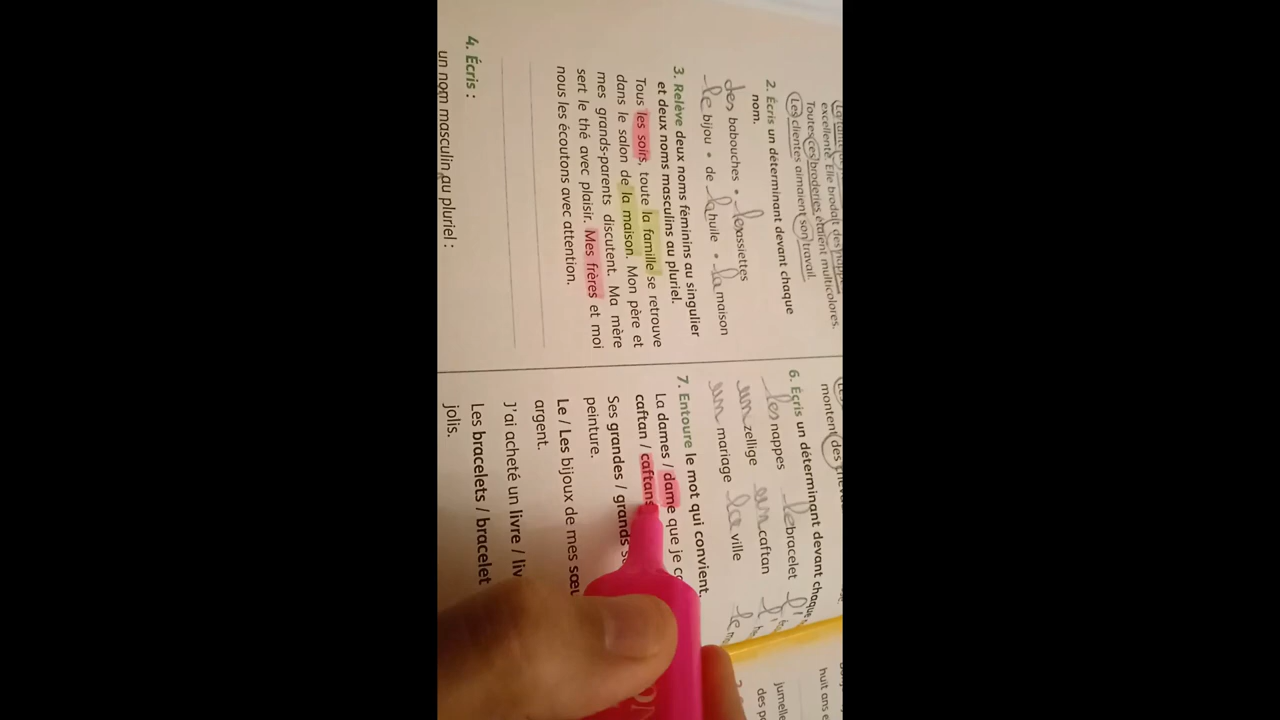 excellente. Elle brodait des
Toutes ces broderies étaient multicolores.
Les clientes aimaient son travail.
2. Écris un déterminant devant chaque
nom.
des babouches • les assiettes
le bijou • de la huile • la maison
3. Relève deux noms féminins au singulier
et deux noms masculins au pluriel.
Tous les soirs, toute la famille se retrouve
dans le salon de la maison. Mon père et
mes grands-parents discutent. Ma mère
sert le thé avec plaisir. Mes frères et moi
nous les écoutons avec attention.
4. Écris :
un nom masculin au pluriel :
montent des
6. Écris un déterminant devant chaque
les nappes le bracelet l'
un zellige un caftan l'
un mariage la ville le
7. Entoure le mot qui convient.
La dames / dame que je
caftan / caftans
Ses grandes / grands
peinture.
Le / Les bijoux de mes
argent.
J'ai acheté un livre /
Les bracelets / bracelet
jolis.
huit ans